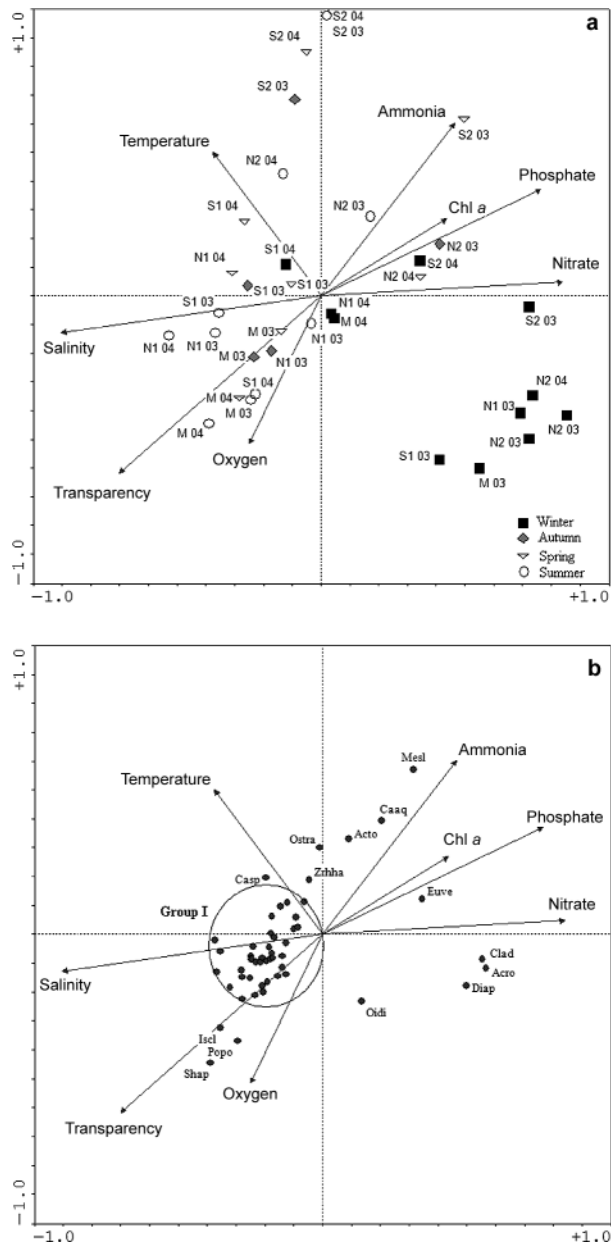 a
+1.0
S2 04
S2 04
S2 03
S2 03
Ammonia
S2 03
Temperature
N2 04
Phosphate
N2 03
Chl a
S1 04
S1 04
N2 03
S2 04
N1 04
S1 03
S1 03
N2 04
Nitrate
S1 03
N1 04
M 04
S2 03
Salinity
N1 04
N1 03
M 03
M 03
N1 03
N1 03
S1 04
M 04
M 03
N2 04
N1 03
N2 03
M 04
Oxygen
N2 03
S1 03
M 03
Transparency
Winter
Autumn
Spring
Summer
-1.0
-1.0
+1.0
b
+1.0
Mesl
Ammonia
Temperature
Caaq
Phosphate
Acto
Ostra
Chl a
Casp
Zmha
Euve
Group I
Nitrate
Clad
Acro
Salinity
Diap
Oidi
Iscl
Popo
Shap
Oxygen
Transparency
-1.0
-1.0
+1.0